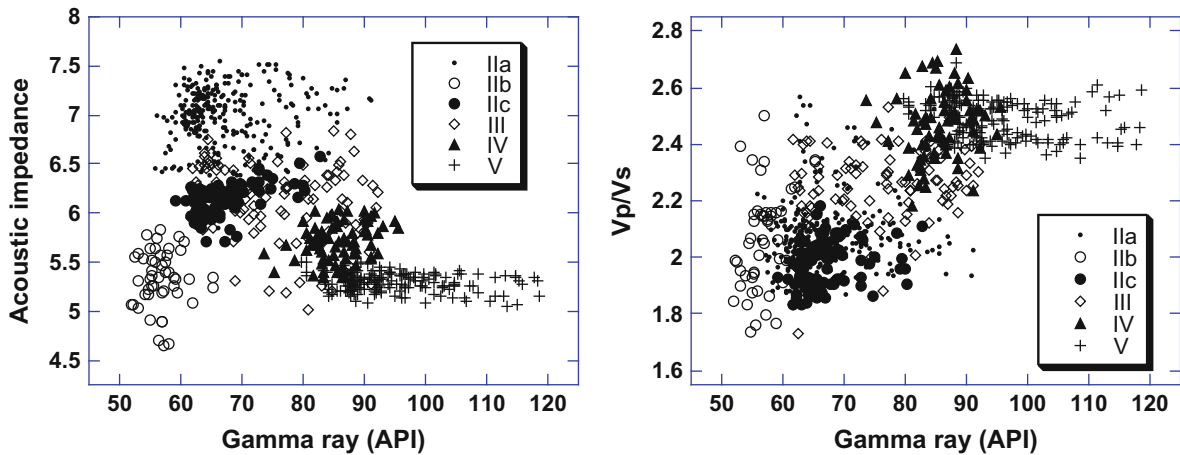 Acoustic impedance
8
7.5
7
6.5
6
5.5
5
4.5
50 60 70 80 90 100 110 120
Gamma ray (API)
IIa
IIb
IIc
III
IV
V
Vp/Vs
2.8
2.6
2.4
2.2
2
1.8
1.6
50 60 70 80 90 100 110 120
Gamma ray (API)
IIa
IIb
IIc
III
IV
V